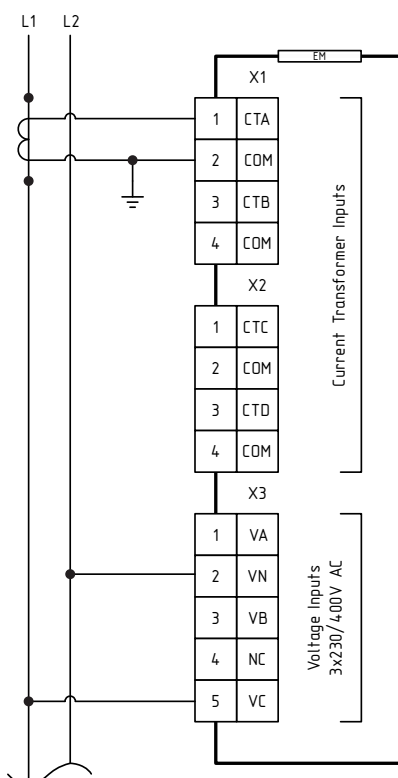 L1 L2
EM
X1
1 CTA
2 COM
3 CTB
4 COM
Current Transformer Inputs
X2
1 CTC
2 COM
3 CTD
4 COM
X3
1 VA
2 VN
3 VB
4 NC
5 VC
Voltage Inputs
3x230/400V AC